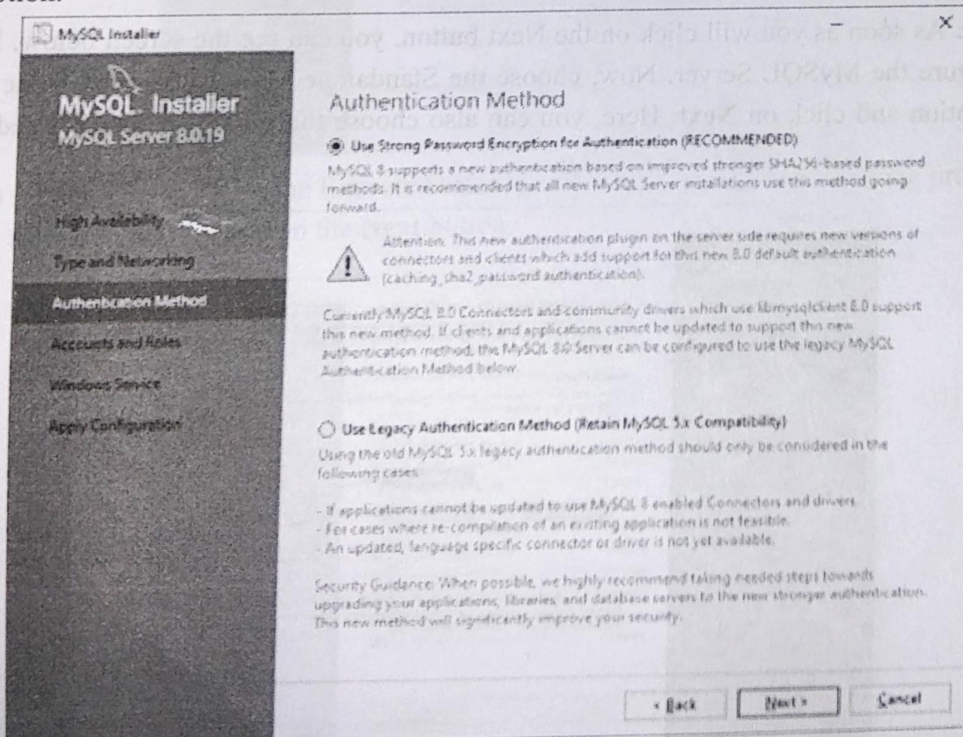 MySQL Installer
MySQL Installer
MySQL Server 8.0.19
High Availability
Type and Networking
Authentication Method
Accounts and Roles
Windows Service
Apply Configuration
Authentication Method
Use Strong Password Encryption for Authentication (RECOMMENDED)
MySQL 8 supports a new authentication based on improved stronger SHA256-based password
methods. It is recommended that all new MySQL Server installations use this method going
forward.
Attention: This new authentication plugin on the server side requires new versions of
connectors and clients which add support for this new 8.0 default authentication
(caching_sha2_password authentication).
Currently MySQL 8.0 Connectors and community drivers which use libmysqlclient 8.0 support
this new method. If clients and applications cannot be updated to support this new
authentication method, the MySQL 8.0 Server can be configured to use the legacy MySQL
Authentication Method below.
Use Legacy Authentication Method (Retain MySQL 5.x Compatibility)
Using the old MySQL 5.x legacy authentication method should only be considered in the
following cases:
- If applications cannot be updated to use MySQL 8 enabled Connectors and drivers.
- For cases where re-compilation of an existing application is not feasible.
- An updated, language specific connector or driver is not yet available.
Security Guidance: When possible, we highly recommend taking needed steps towards
upgrading your applications, libraries, and database servers to the new stronger authentication.
This new method will significantly improve your security.
< Back
Next >
Cancel